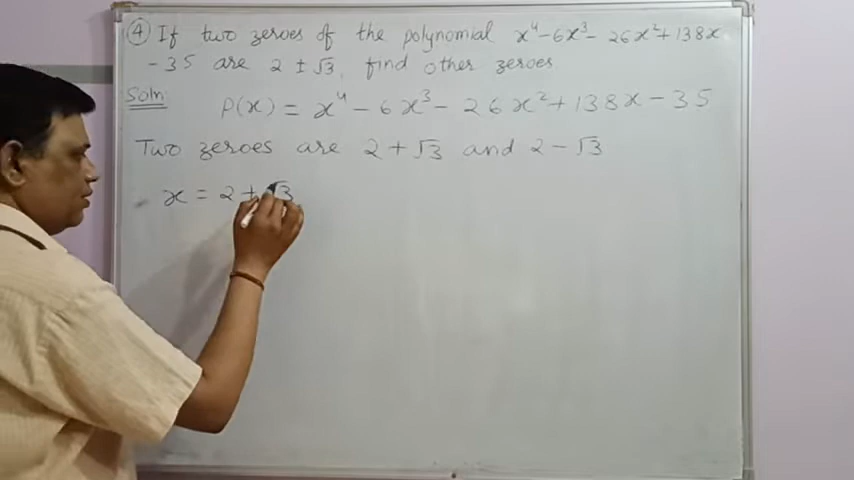 ④ If two zeroes of the polynomial x⁴-6x³- 26x²+138x
- 35 are 2 ± √3, find other zeroes
Soln P(x) = x⁴ - 6x³ - 26x²+138x - 35
Two zeroes are 2 + √3 and 2 - √3
x = 2 + √3